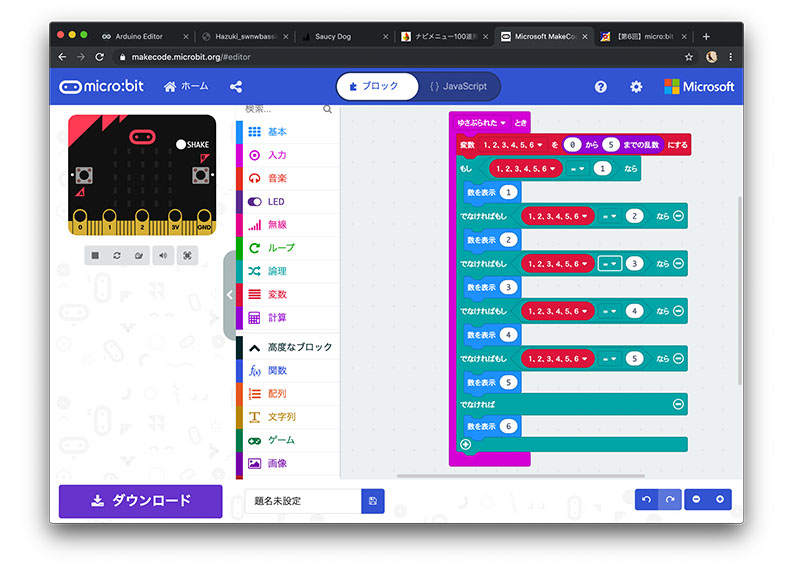 Arduino Editor
Hazuki_swnwbassi
Saucy Dog
ナビメニュー100連発
Microsoft MakeCo
【第6回】micro:bit
makecode.microbit.org/#editor
micro:bit
ホーム
ブロック
{ } JavaScript
Microsoft
検索...
SHAKE
0 1 2 3V GND
基本
入力
音楽
LED
無線
ループ
論理
変数
計算
高度なブロック
関数
配列
文字列
ゲーム
画像
ゆさぶられた とき
変数 1, 2, 3, 4, 5, 6 を 0 から 5 までの乱数 にする
もし 1, 2, 3, 4, 5, 6 = 1 なら
数を表示 1
でなければもし 1, 2, 3, 4, 5, 6 = 2 なら
数を表示 2
でなければもし 1, 2, 3, 4, 5, 6 = 3 なら
数を表示 3
でなければもし 1, 2, 3, 4, 5, 6 = 4 なら
数を表示 4
でなければもし 1, 2, 3, 4, 5, 6 = 5 なら
数を表示 5
でなければ
数を表示 6
ダウンロード
題名未設定